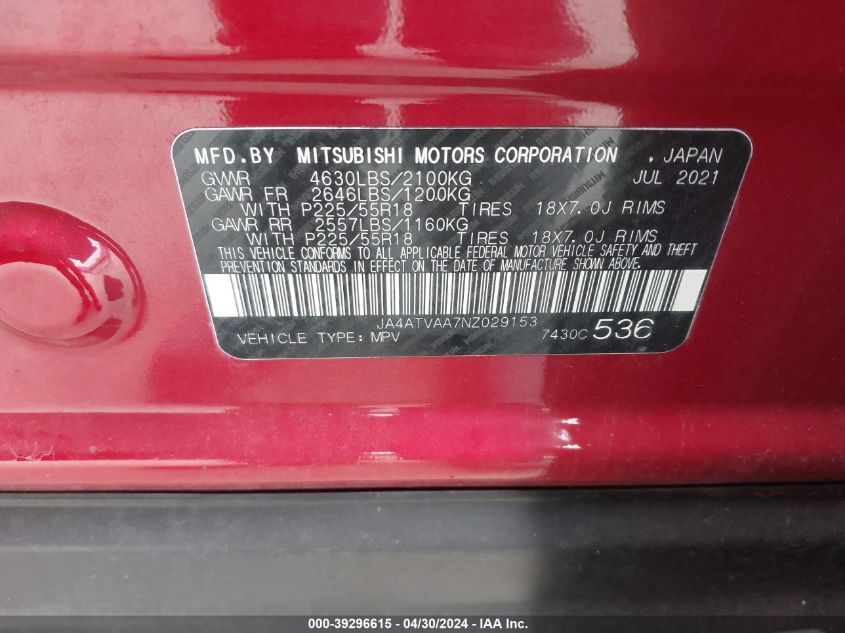 MFD.BY MITSUBISHI MOTORS CORPORATION . JAPAN
GVWR 4630LBS/2100KG JUL 2021
GAWR FR 2646LBS/1200KG
WITH P225/55R18 TIRES 18X7.0J RIMS
GAWR RR 2557LBS/1160KG
WITH P225/55R18 TIRES 18X7.0J RIMS
THIS VEHICLE CONFORMS TO ALL APPLICABLE FEDERAL MOTOR VEHICLE SAFETY AND THEFT
PREVENTION STANDARDS IN EFFECT ON THE DATE OF MANUFACTURE SHOWN ABOVE.
JA4ATVAA7NZ029153
VEHICLE TYPE: MPV 7430C 536
000-39296615 - 04/30/2024 - IAA Inc.